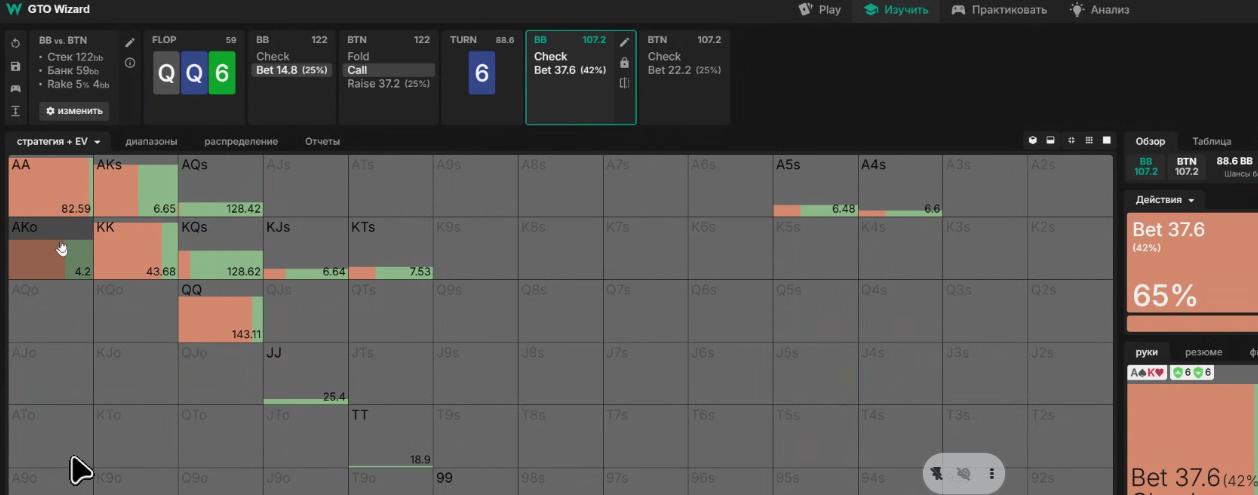 GTO Wizard
Play
Изучить
Практиковать
Анализ
BB vs. BTN
• Стек 122bb
• Банк 59bb
• Rake 5% 4bb
изменить
FLOP 59
Q Q 6
BB 122
Check
Bet 14.8 (25%)
BTN 122
Fold
Call
Raise 37.2 (25%)
TURN 88.6
6
BB 107.2
Check
Bet 37.6 (42%)
BTN 107.2
Check
Bet 22.2 (25%)
стратегия + EV
диапазоны
распределение
Отчеты
Обзор
Таблица
BB 107.2
BTN 107.2
88.6 BB
Действия
Bet 37.6
(42%)
65%
руки
резюме
A♠K♥ 6 6
Bet 37.6 (42%
AA 82.59 AKs 6.65 AQs 128.42 AJs ATs A9s A8s A7s A6s A5s 6.48 A4s 6.6 A3s A2s
AKo 4.2 KK 43.68 KQs 128.62 KJs 6.64 KTs 7.53 K9s K8s K7s K6s K5s K4s K3s K2s
AQo KQo QQ 143.11 QJs QTs Q9s Q8s Q7s Q6s Q5s Q4s Q3s Q2s
AJo KJo QJo JJ 25.4 JTs J9s J8s J7s J6s J5s J4s J3s J2s
ATo KTo QTo JTo TT 18.9 T9s T8s T7s T6s T5s T4s T3s T2s
A9o K9o Q9o J9o T9o 99 98s 97s 96s 95s 94s 92s